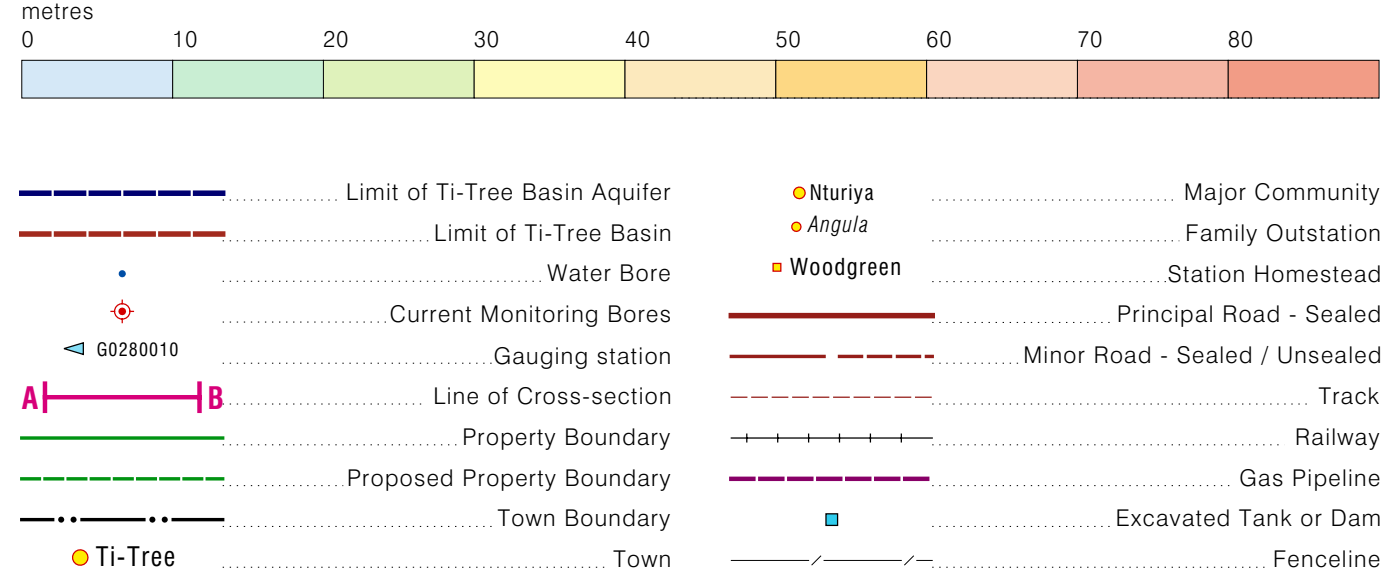 metres
0 10 20 30 40 50 60 70 80
Limit of Ti-Tree Basin Aquifer
Limit of Ti-Tree Basin
Water Bore
Current Monitoring Bores
G0280010 Gauging station
A B Line of Cross-section
Property Boundary
Proposed Property Boundary
Town Boundary
Ti-Tree Town
Nturiya Major Community
Angula Family Outstation
Woodgreen Station Homestead
Principal Road - Sealed
Minor Road - Sealed / Unsealed
Track
Railway
Gas Pipeline
Excavated Tank or Dam
Fenceline